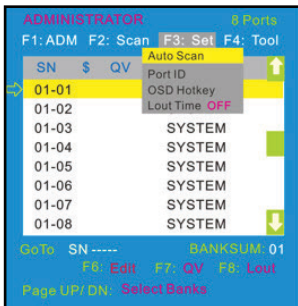 ADMINISTRATOR 8 Ports
F1: ADM F2: Scan F3: Set F4: Tool
SN $ QV
Auto Scan
Port ID
OSD Hotkey
Lout Time OFF
01-01
01-02
01-03 SYSTEM
01-04 SYSTEM
01-05 SYSTEM
01-06 SYSTEM
01-07 SYSTEM
01-08 SYSTEM
GoTo SN ----- BANKSUM: 01
F6: Edit F7: QV F8: Lout
Page UP/ DN: Select Banks